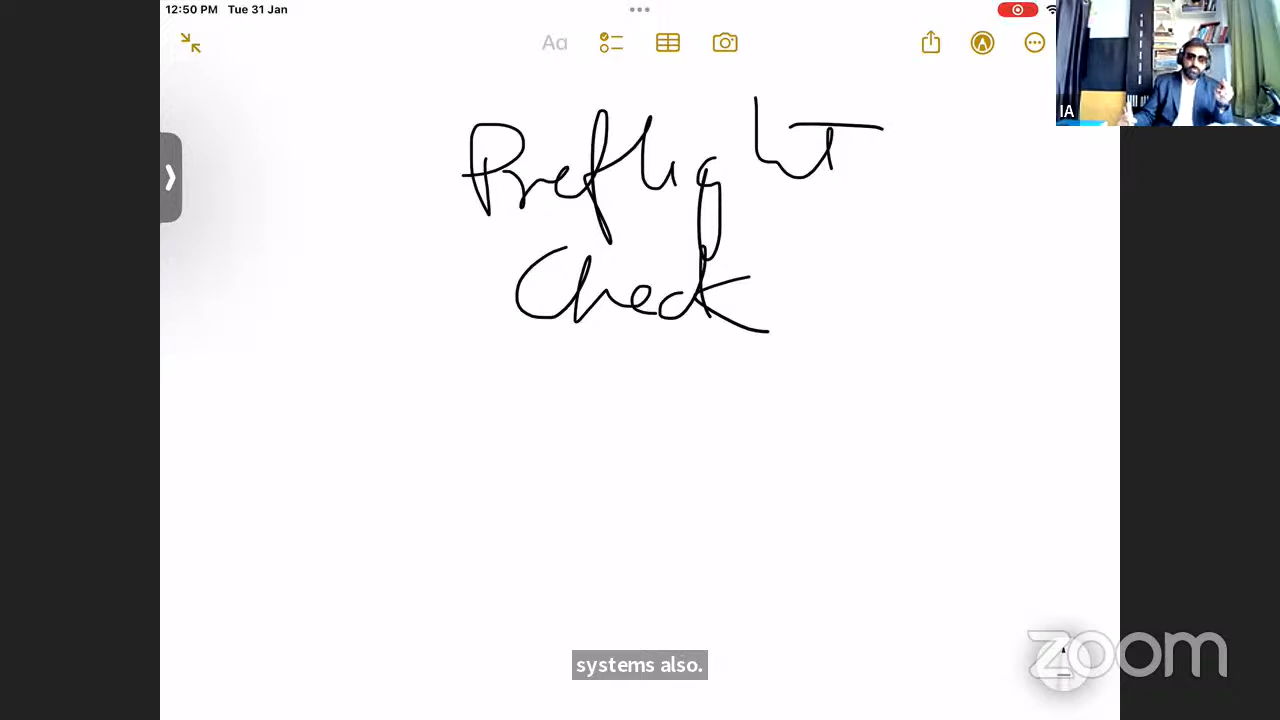 12:50 PM Tue 31 Jan
Aa
IA
Preflight
Check
systems also.
zoom